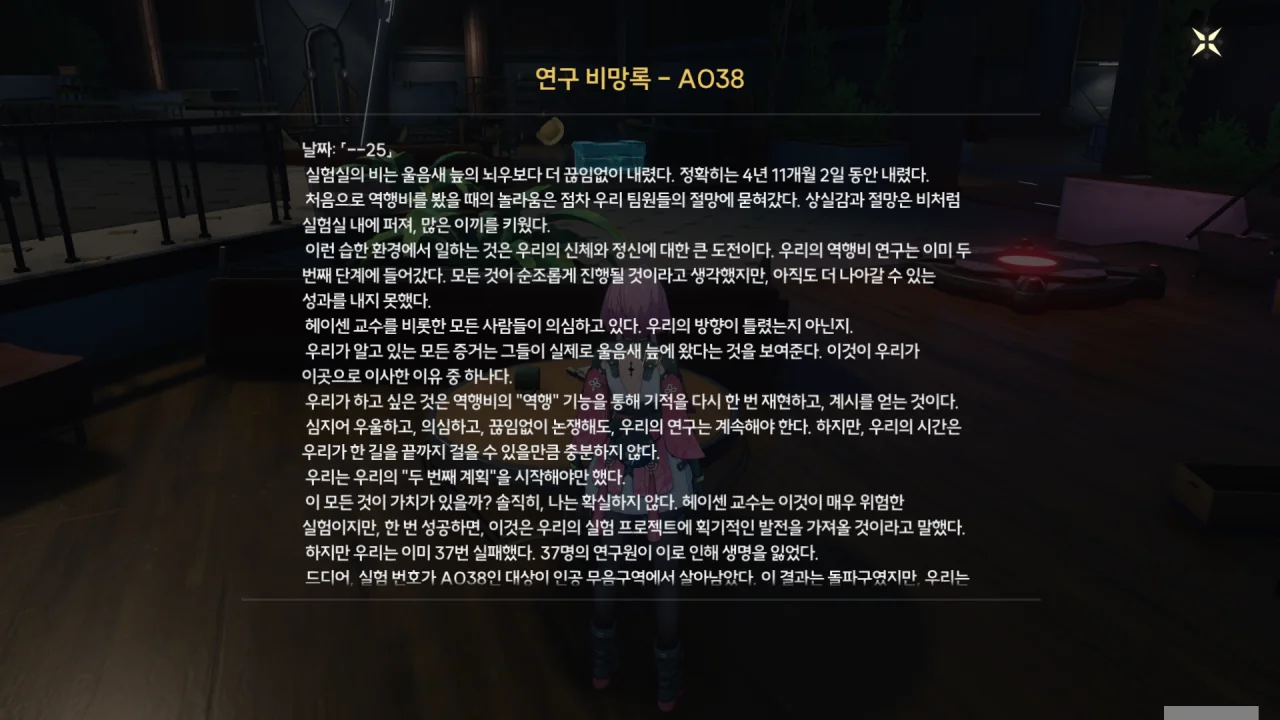 연구 비망록 - AO38
날짜: 「--25」
실험실의 비는 울음새 늪의 뇌우보다 더 끊임없이 내렸다. 정확히는 4년 11개월 2일 동안 내렸다.
처음으로 역행비를 봤을 때의 놀라움은 점차 우리 팀원들의 절망에 묻혀갔다. 상실감과 절망은 비처럼
실험실 내에 퍼져, 많은 이끼를 키웠다.
이런 습한 환경에서 일하는 것은 우리의 신체와 정신에 대한 큰 도전이다. 우리의 역행비 연구는 이미 두
번째 단계에 들어갔다. 모든 것이 순조롭게 진행될 것이라고 생각했지만, 아직도 더 나아갈 수 있는
성과를 내지 못했다.
헤이센 교수를 비롯한 모든 사람들이 의심하고 있다. 우리의 방향이 틀렸는지 아닌지.
우리가 알고 있는 모든 증거는 그들이 실제로 울음새 늪에 왔다는 것을 보여준다. 이것이 우리가
이곳으로 이사한 이유 중 하나다.
우리가 하고 싶은 것은 역행비의 "역행" 기능을 통해 기적을 다시 한 번 재현하고, 계시를 얻는 것이다.
심지어 우울하고, 의심하고, 끊임없이 논쟁해도, 우리의 연구는 계속해야 한다. 하지만, 우리의 시간은
우리가 한 길을 끝까지 걸을 수 있을만큼 충분하지 않다.
우리는 우리의 "두 번째 계획"을 시작해야만 했다.
이 모든 것이 가치가 있을까? 솔직히, 나는 확실하지 않다. 헤이센 교수는 이것이 매우 위험한
실험이지만, 한 번 성공하면, 이것은 우리의 실험 프로젝트에 획기적인 발전을 가져올 것이라고 말했다.
하지만 우리는 이미 37번 실패했다. 37명의 연구원이 이로 인해 생명을 잃었다.
드디어, 실험 번호가 AO38인 대상이 인공 무음구역에서 살아남았다. 이 결과는 돌파구였지만, 우리는